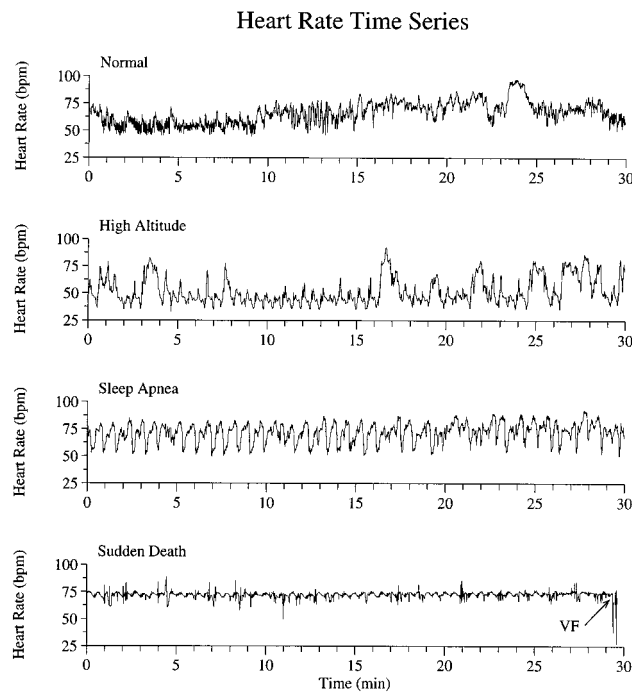 Heart Rate Time Series
Normal
Heart Rate (bpm)
100
75
50
25
0 5 10 15 20 25 30
High Altitude
Heart Rate (bpm)
100
75
50
25
0 5 10 15 20 25 30
Sleep Apnea
Heart Rate (bpm)
100
75
50
25
0 5 10 15 20 25 30
Sudden Death
Heart Rate (bpm)
100
75
50
25
VF
0 5 10 15 20 25 30
Time (min)